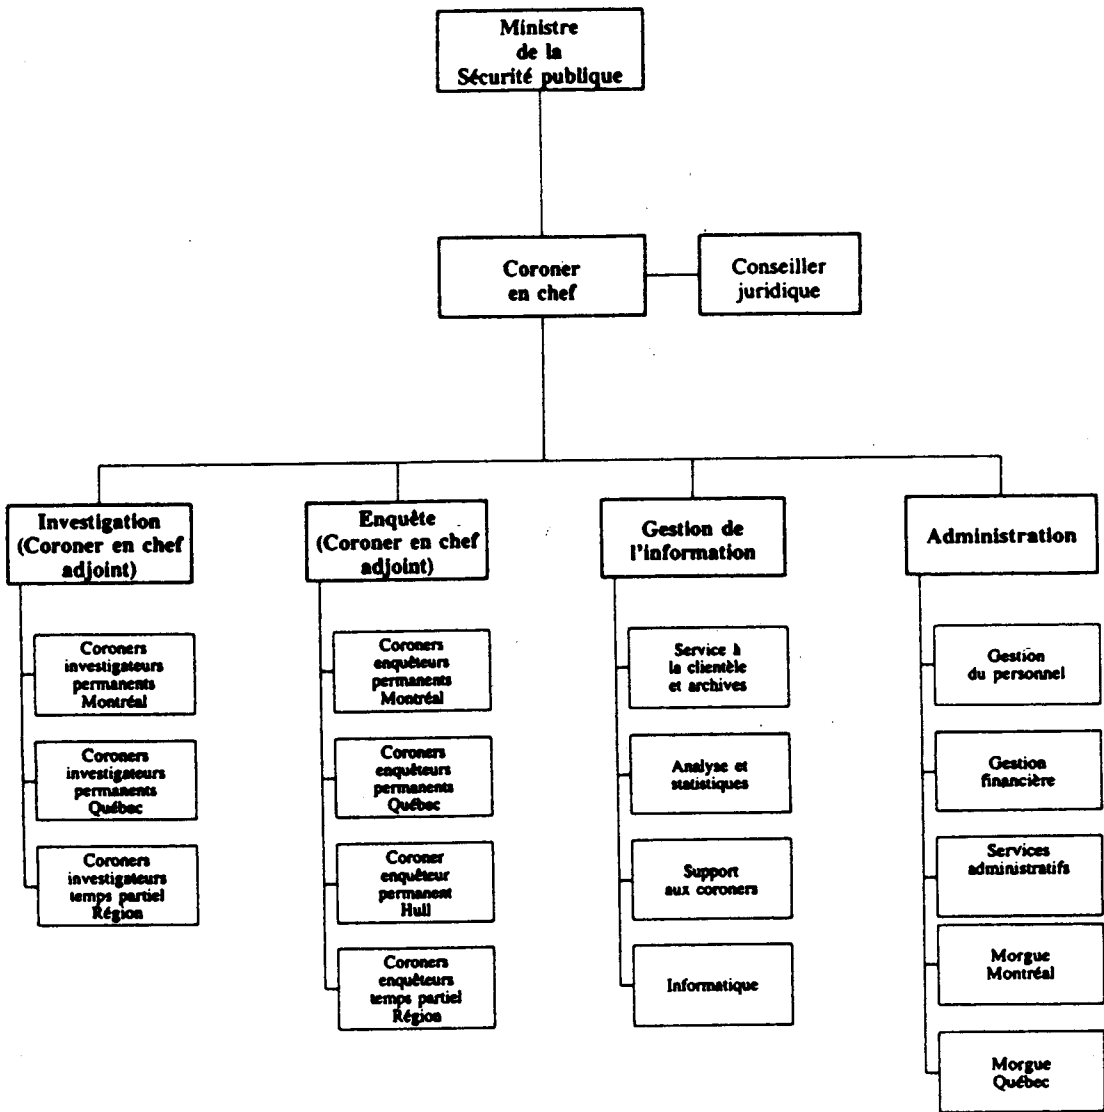 Ministre
de la
Sécurité publique
Coroner
en chef
Conseiller
juridique
Investigation
(Coroner en chef
adjoint)
Enquête
(Coroner en chef
adjoint)
Gestion de
l'information
Administration
Coroners
investigateurs
permanents
Montréal
Coroners
investigateurs
permanents
Québec
Coroners
investigateurs
temps partiel
Région
Coroners
enquêteurs
permanents
Montréal
Coroners
enquêteurs
permanents
Québec
Coroner
enquêteur
permanent
Hull
Coroners
enquêteurs
temps partiel
Région
Service à
la clientèle
et archives
Analyse et
statistiques
Support
aux coroners
Informatique
Gestion
du personnel
Gestion
financière
Services
administratifs
Morgue
Montréal
Morgue
Québec